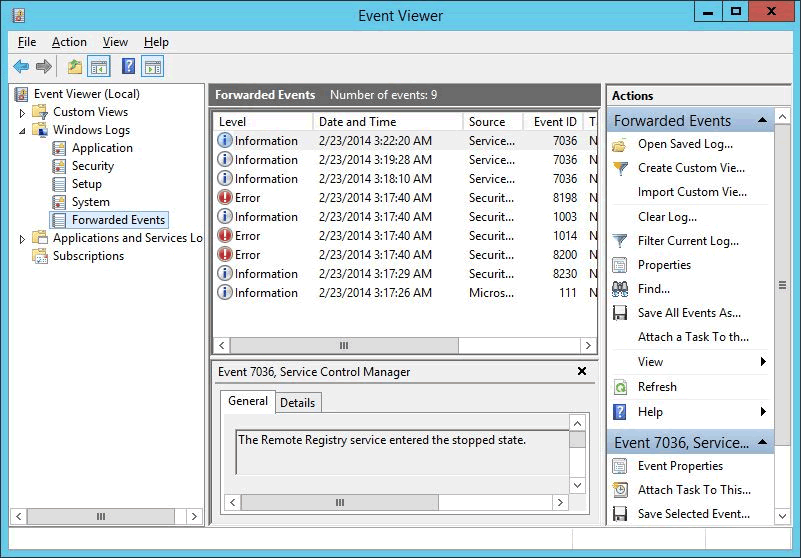 Event Viewer
File Action View Help
Event Viewer (Local)
Custom Views
Windows Logs
Application
Security
Setup
System
Forwarded Events
Applications and Services Lo
Subscriptions
Forwarded Events Number of events: 9
Level Date and Time Source Event ID T
Information 2/23/2014 3:22:20 AM Service... 7036 N
Information 2/23/2014 3:19:28 AM Service... 7036 N
Information 2/23/2014 3:18:10 AM Service... 7036 N
Error 2/23/2014 3:17:40 AM Securit... 8198 N
Information 2/23/2014 3:17:40 AM Securit... 1003 N
Error 2/23/2014 3:17:40 AM Securit... 1014 N
Error 2/23/2014 3:17:40 AM Securit... 8200 N
Information 2/23/2014 3:17:29 AM Securit... 8230 N
Information 2/23/2014 3:17:26 AM Micros... 111 N
Event 7036, Service Control Manager
General Details
The Remote Registry service entered the stopped state.
Actions
Forwarded Events
Open Saved Log...
Create Custom Vie...
Import Custom Vie...
Clear Log...
Filter Current Log...
Properties
Find...
Save All Events As...
Attach a Task To th...
View
Refresh
Help
Event 7036, Service...
Event Properties
Attach Task To This...
Save Selected Event...